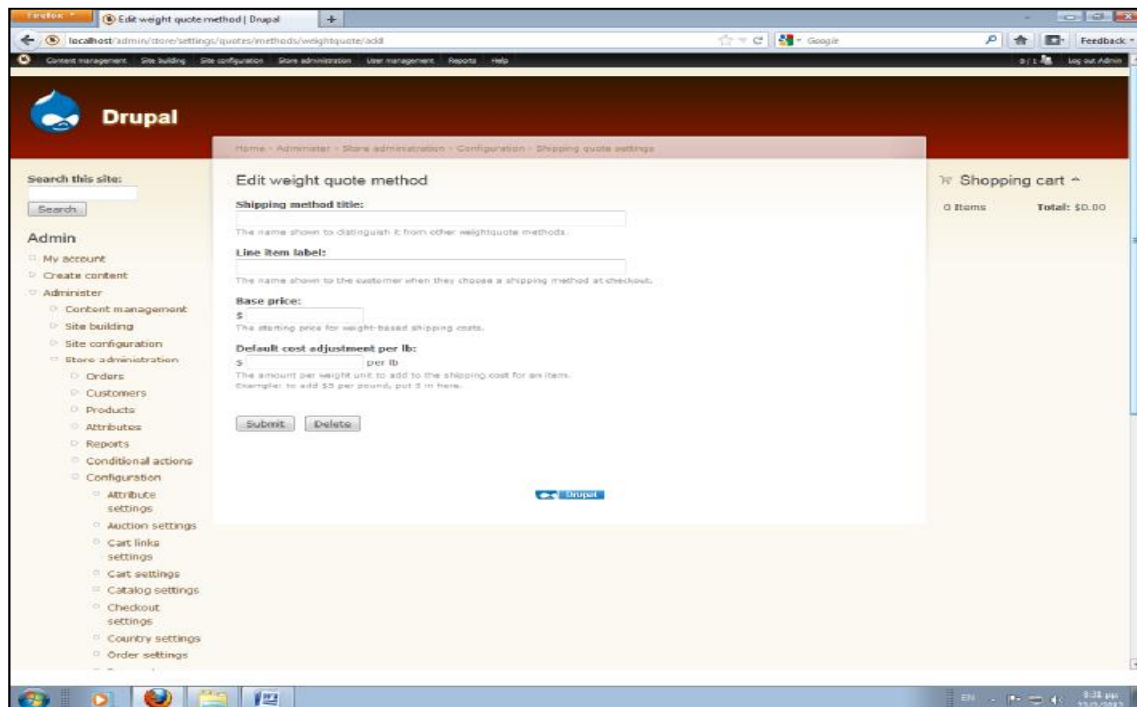 Firefox
Edit weight quote method | Drupal
localhost/admin/store/settings/quotes/methods/weightquote/add
Google
Feedback
Content management Site building Site configuration Store administration User management Reports Help
0 / 1 Log out Admin
Drupal
Home » Administer » Store administration » Configuration » Shipping quote settings
Search this site:
Search
Admin
My account
Create content
Administer
Content management
Site building
Site configuration
Store administration
Orders
Customers
Products
Attributes
Reports
Conditional actions
Configuration
Attribute
settings
Auction settings
Cart links
settings
Cart settings
Catalog settings
Checkout
settings
Country settings
Order settings
Edit weight quote method
Shipping method title:
The name shown to distinguish it from other weightquote methods.
Line item label:
The name shown to the customer when they choose a shipping method at checkout.
Base price:
$
The starting price for weight-based shipping costs.
Default cost adjustment per lb:
$ per lb
The amount per weight unit to add to the shipping cost for an item.
Example: to add $5 per pound, put 5 in here.
Submit Delete
Drupal
Shopping cart
0 Items Total: $0.00
EN
8:38 μμ